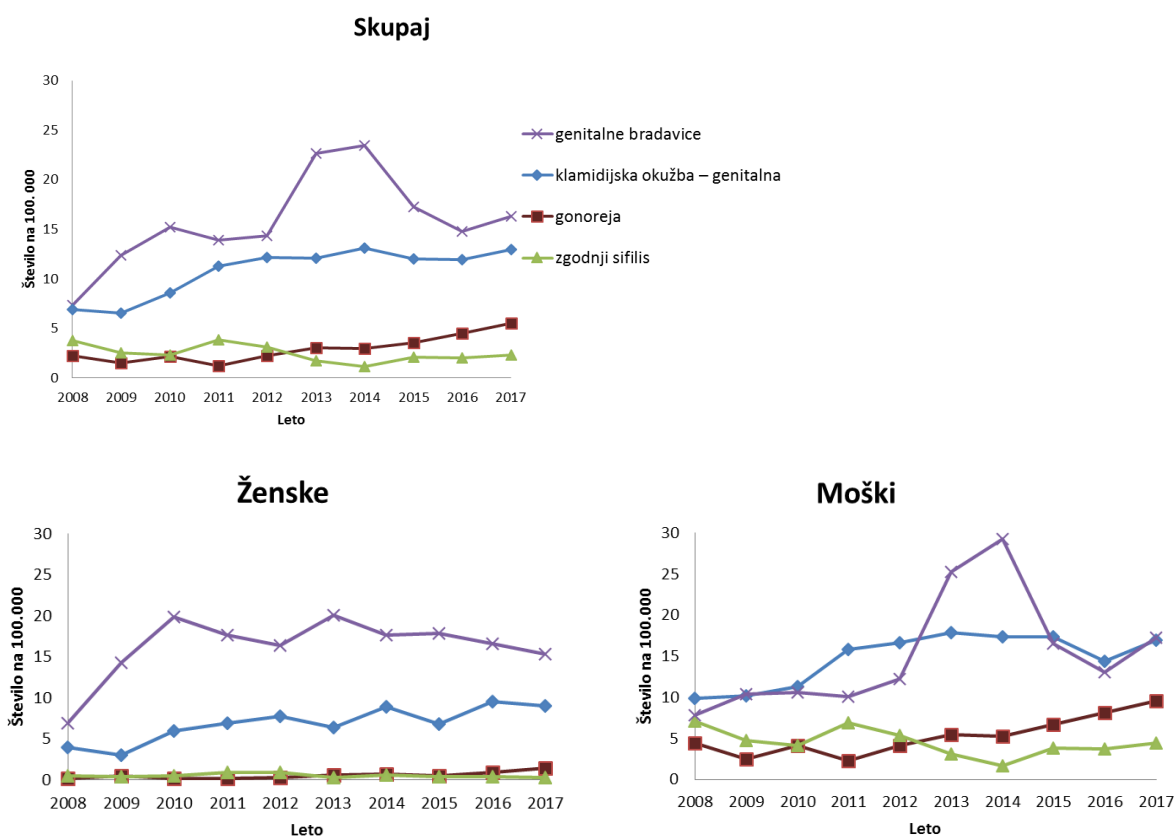 Skupaj
Število na 100. 000
30
25
20
15
10
5
0
2008 2009 2010 2011 2012 2013 2014 2015 2016 2017
Leto
genitalne bradavice
klamidijska okužba – genitalna
gonoreja
zgodnji sifilis
Ženske
Število na 100.000
30
25
20
15
10
5
0
2008 2009 2010 2011 2012 2013 2014 2015 2016 2017
Leto
Moški
Število na 100.000
30
25
20
15
10
5
0
2008 2009 2010 2011 2012 2013 2014 2015 2016 2017
Leto